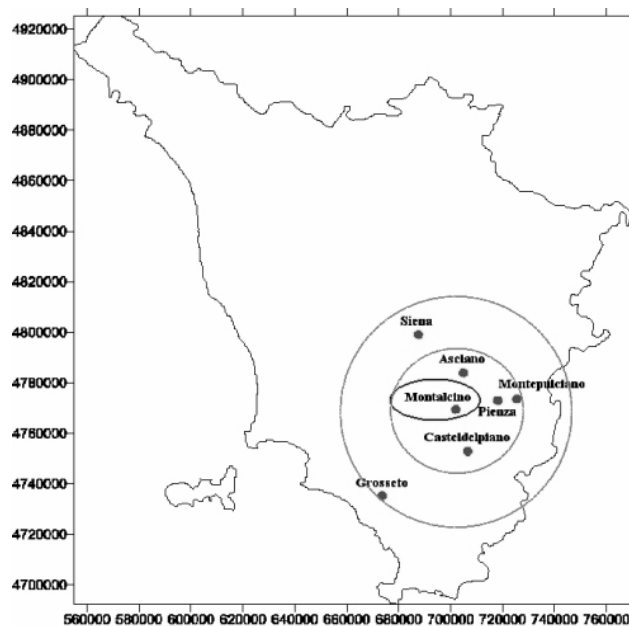 4920000
4900000
4880000
4860000
4840000
4820000
4800000
4780000
4760000
4740000
4720000
4700000
Siena
Asciano
Montepulciano
Montalcino
Pienza
Casteldelpiano
Grosseto
560000 580000 600000 620000 640000 660000 680000 700000 720000 740000 760000